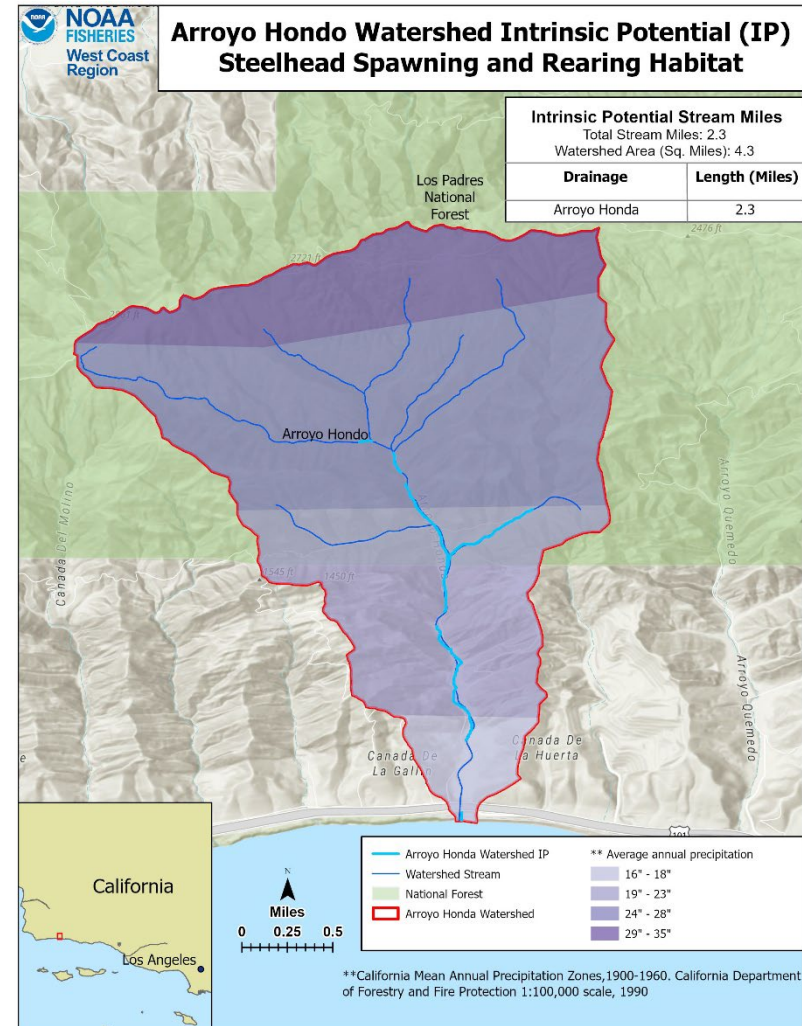 NOAA
NOAA
FISHERIES
West Coast
Region
Arroyo Hondo Watershed Intrinsic Potential (IP)
Steelhead Spawning and Rearing Habitat
Intrinsic Potential Stream Miles
Total Stream Miles: 2.3
Watershed Area (Sq. Miles): 4.3
Drainage Length (Miles)
Arroyo Honda 2.3
Los Padres
National
Forest
2476 ft
2721 ft
Arroyo Hondo
Canada Del Molino
Arroyo Quemedo
1545 ft
1450 ft
Arroyo Quemedo
Canada De
La
Canada De
La Huerta
101
California
Los Angeles
N
Miles
0 0.25 0.5
Arroyo Honda Watershed IP
Watershed Stream
National Forest
Arroyo Honda Watershed
** Average annual precipitation
16" - 18"
19" - 23"
24" - 28"
29" - 35"
**California Mean Annual Precipitation Zones,1900-1960. California Department
of Forestry and Fire Protection 1:100,000 scale, 1990